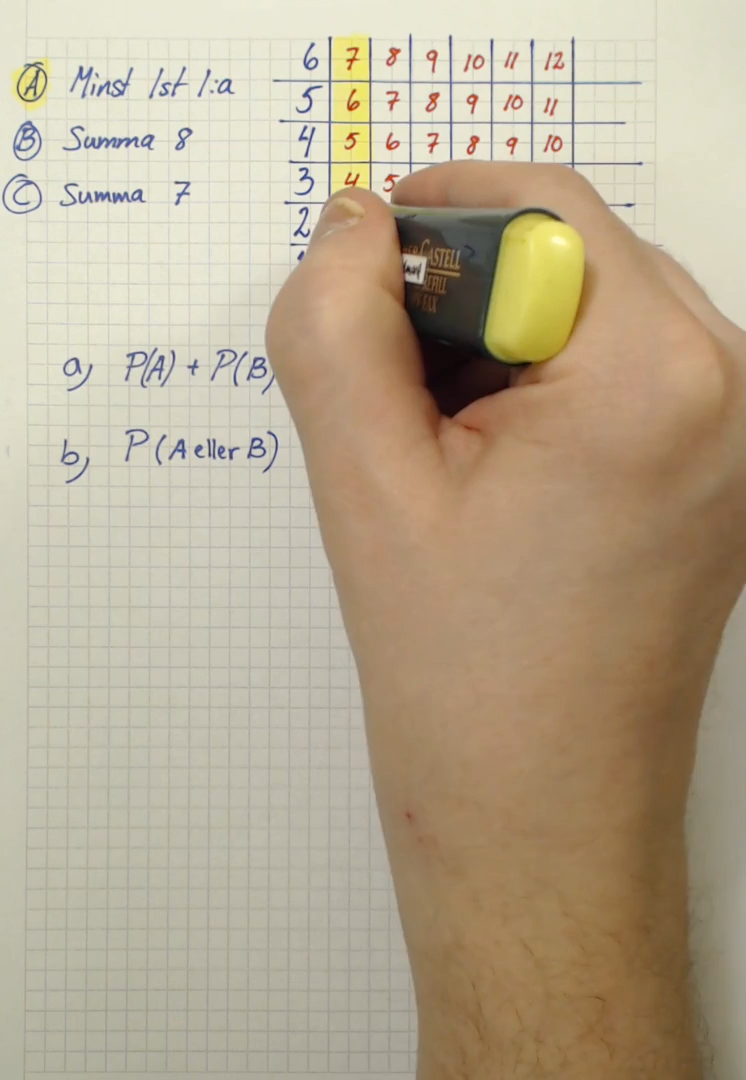 A Minst 1st 1:a
B Summa 8
C Summa 7
6 7 8 9 10 11 12
5 6 7 8 9 10 11
4 5 6 7 8 9 10
3 4 5
2
CASTELL
REFILL
a) P(A) + P(B)
b) P(A eller B)